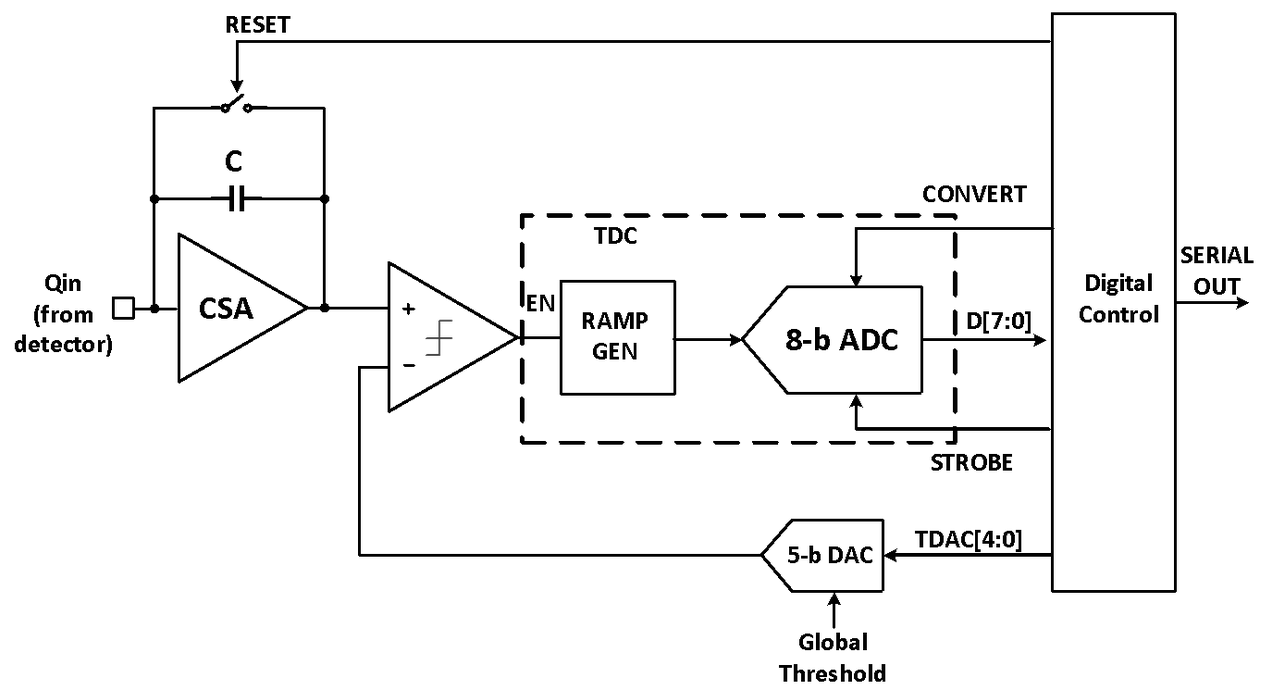 RESET
C
CONVERT
TDC
Qin
(from
detector)
CSA
+
−
EN
RAMP
GEN
8-b ADC
D[7:0]
Digital
Control
SERIAL
OUT
STROBE
5-b DAC
TDAC[4:0]
Global
Threshold